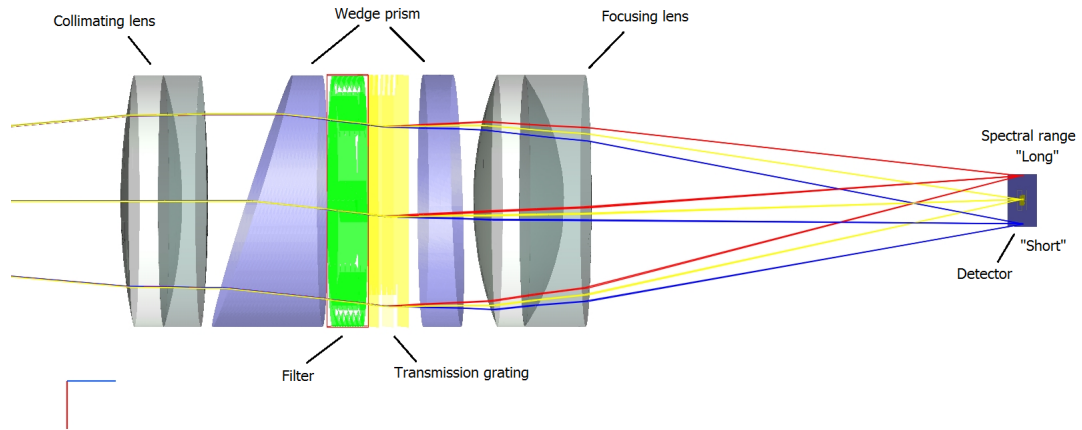 Wedge prism
Collimating lens
Focusing lens
Spectral range
"Long"
"Short"
Detector
Filter
Transmission grating